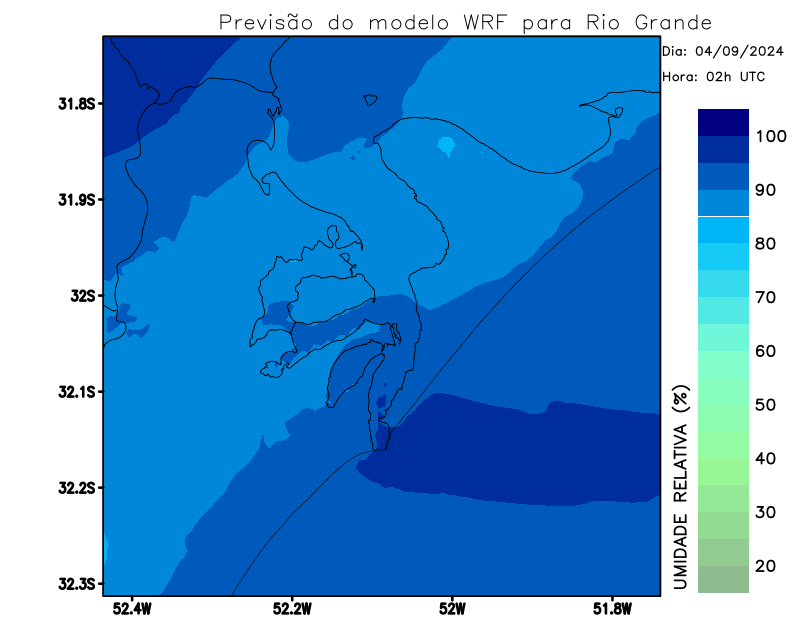 Previsão do modelo WRF para Rio Grande
Dia: 04/09/2024
Hora: 02h UTC
31.8S
31.9S
32S
32.1S
32.2S
32.3S
52.4W
52.2W
52W
51.8W
UMIDADE RELATIVA (%)
100
90
80
70
60
50
40
30
20